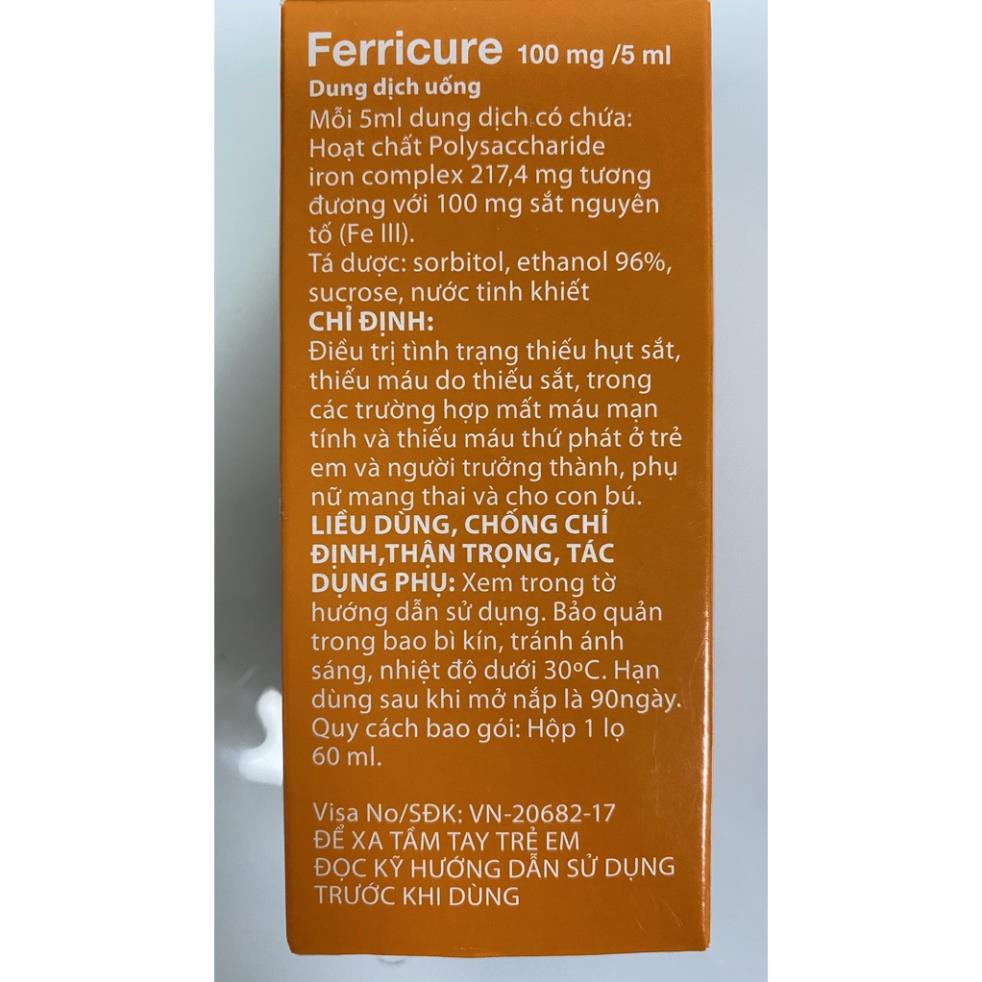 Ferricure 100 mg /5 ml
Dung dịch uống
Mỗi 5ml dung dịch có chứa:
Hoạt chất Polysaccharide
iron complex 217,4 mg tương
đương với 100 mg sắt nguyên
tố (Fe III).
Tá dược: sorbitol, ethanol 96%,
sucrose, nước tinh khiết
CHỈ ĐỊNH:
Điều trị tình trạng thiếu hụt sắt,
thiếu máu do thiếu sắt, trong
các trường hợp mất máu mạn
tính và thiếu máu thứ phát ở trẻ
em và người trưởng thành, phụ
nữ mang thai và cho con bú.
LIỀU DÙNG, CHỐNG CHỈ
ĐỊNH,THẬN TRỌNG, TÁC
DỤNG PHỤ: Xem trong tờ
hướng dẫn sử dụng. Bảo quản
trong bao bì kín, tránh ánh
sáng, nhiệt độ dưới 30ºC. Hạn
dùng sau khi mở nắp là 90ngày.
Quy cách bao gói: Hộp 1 lọ
60 ml.
Visa No/SĐK: VN-20682-17
ĐỂ XA TẦM TAY TRẺ EM
ĐỌC KỸ HƯỚNG DẪN SỬ DỤNG
TRƯỚC KHI DÙNG